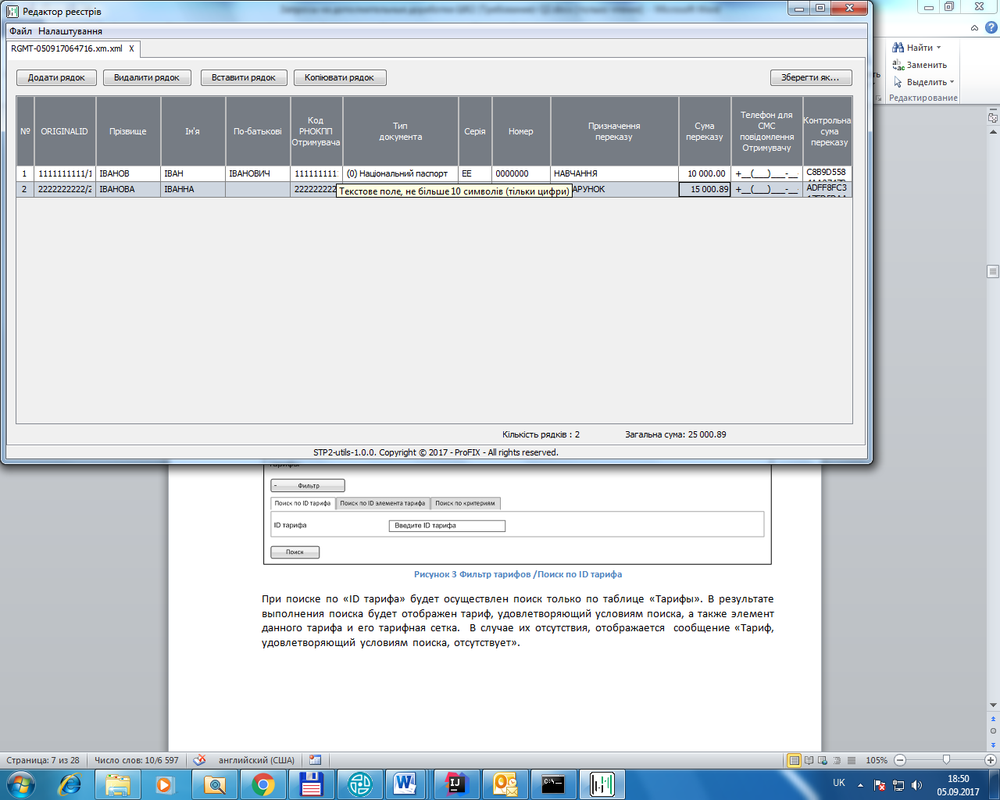 Редактор реєстрів
Файл Налаштування
RGMT-050917064716.xm.xml X
Додати рядок Видалити рядок Вставити рядок Копіювати рядок Зберегти як...
№ ORIGINALID Прізвище Ім'я По-батькові Код РНОКПП Отримувача Тип документа Серія Номер Призначення переказу Сума переказу Телефон для СМС повідомлення Отримувачу Контрольна сума переказу
1 1111111111/1 ІВАНОВ ІВАН ІВАНОВИЧ 111111111 (0) Національний паспорт ЕЕ 0000000 НАВЧАННЯ 10 000.00 +__(___)___-__ C8B9D558
2 2222222222/2 ІВАНОВА ІВАННА 222222222 АРУНОК 15 000.89 +__(___)___-__ ADFF8FC3
Текстове поле, не більше 10 символів (тільки цифри)
Кількість рядків : 2 Загальна сума: 25 000.89
STP2-utils-1.0.0. Copyright © 2017 - ProFIX - All rights reserved.
Найти
Заменить
Выделить
Редактирование
- Фильтр
Поиск по ID тарифа Поиск по ID элемента тарифа Поиск по критериям
ID тарифа Введите ID тарифа
Поиск
Рисунок 3 Фильтр тарифов /Поиск по ID тарифа
При поиске по «ID тарифа» будет осуществлен поиск только по таблице «Тарифы». В результате
выполнения поиска будет отображен тариф, удовлетворяющий условиям поиска, а также элемент
данного тарифа и его тарифная сетка. В случае их отсутствия, отображается сообщение «Тариф,
удовлетворяющий условиям поиска, отсутствует».
Страница: 7 из 28 Число слов: 10/6 597 английский (США) 105%
UK 18:50
05.09.2017